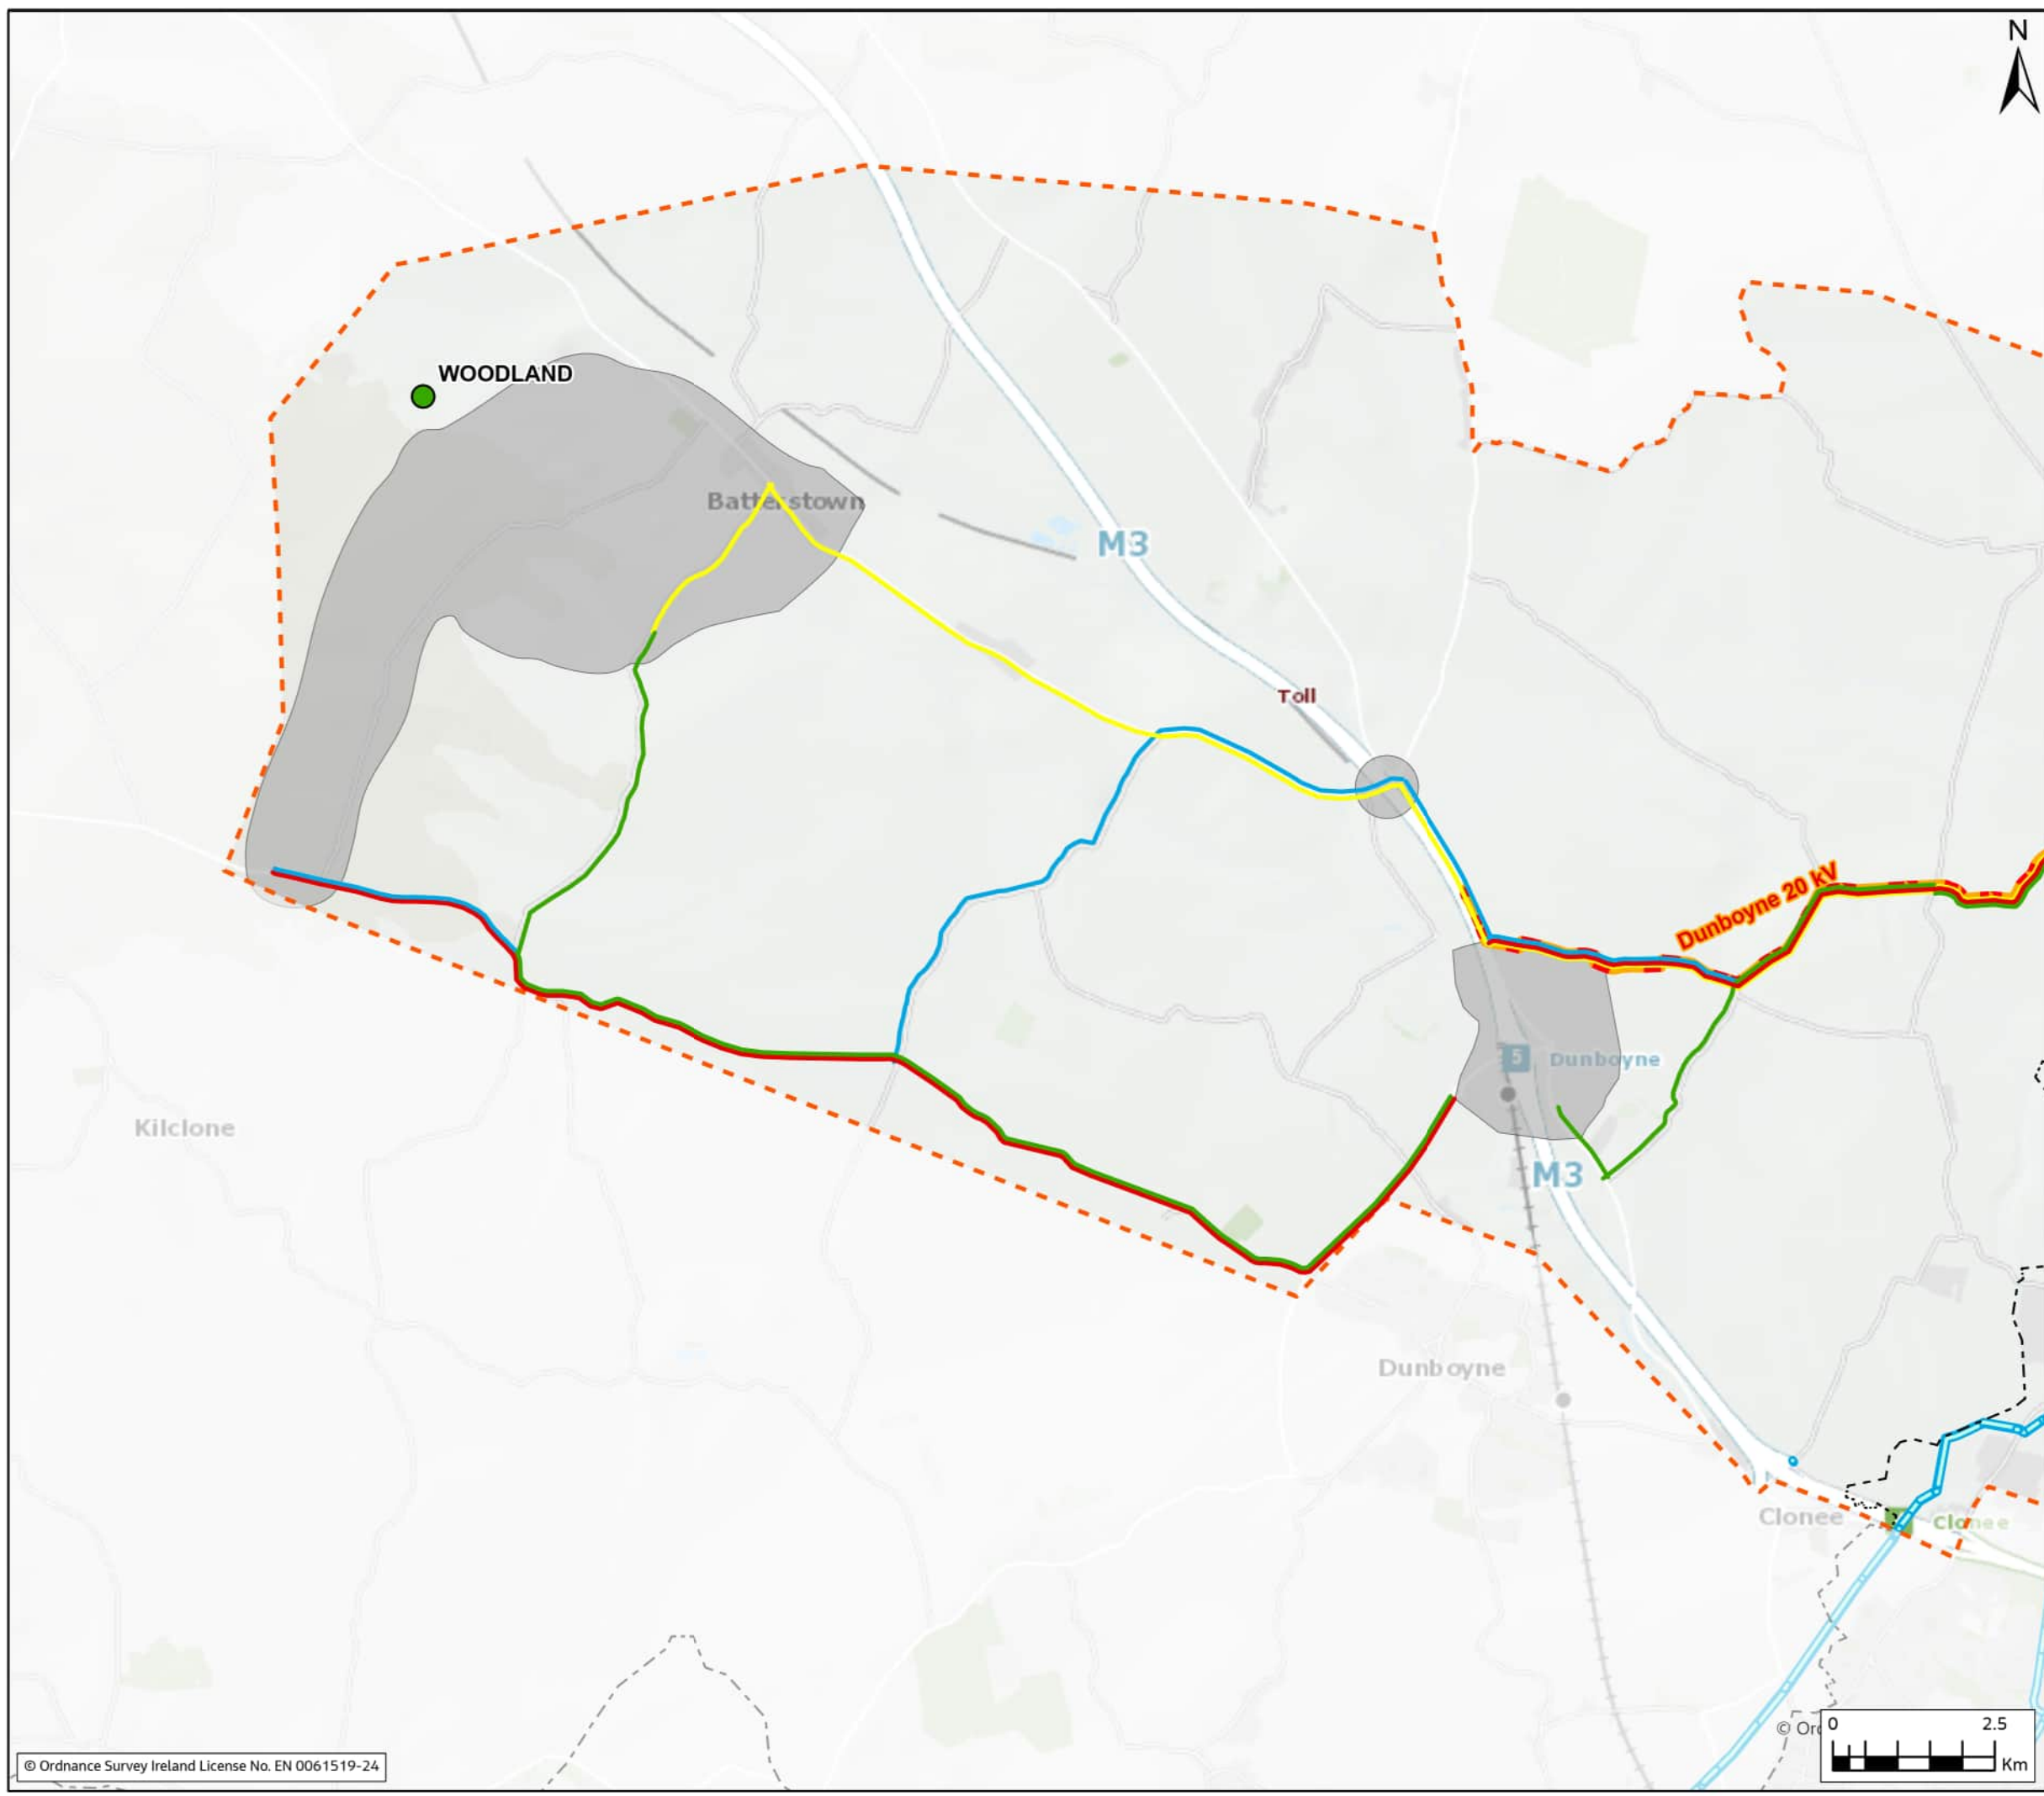 N
WOODLAND
Batterstown
M3
Toll
Dunboyne 20 kV
5 Dunboyne
Kilclone
M3
Dunboyne
Clonee
Clonee
© Ord
0 2.5
Km
© Ordnance Survey Ireland License No. EN 0061519-24